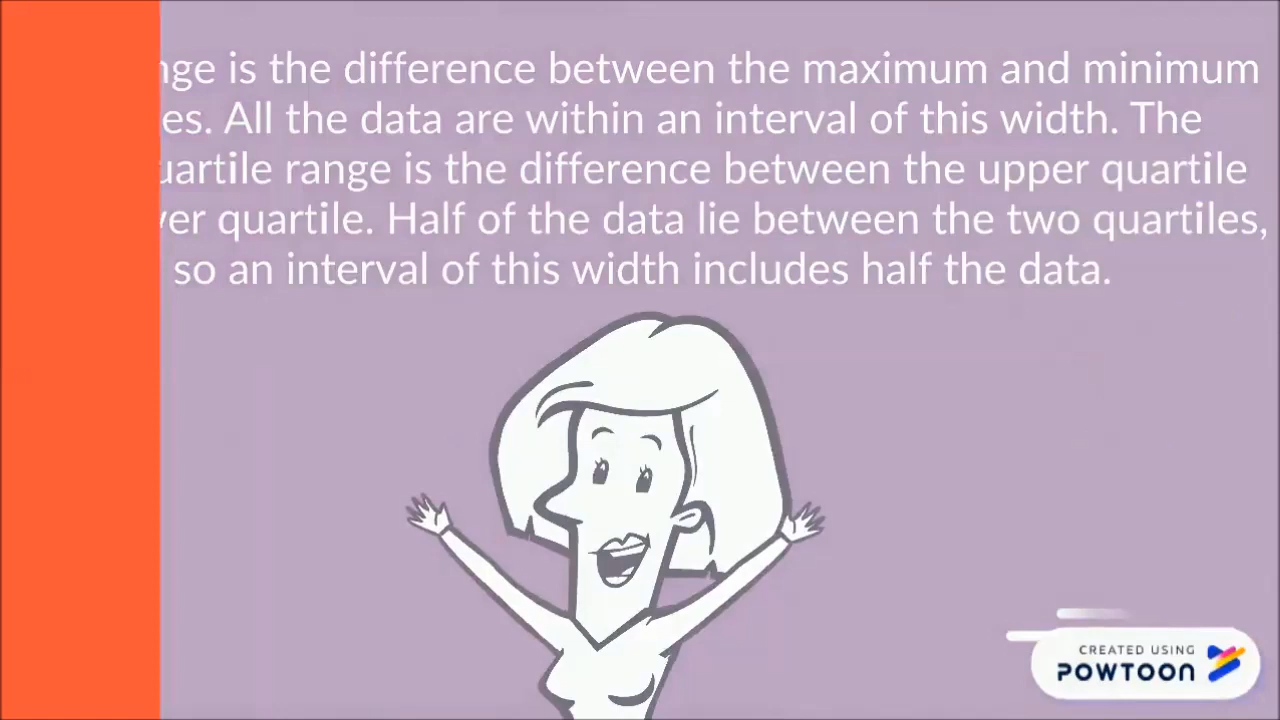 nge is the difference between the maximum and minimum
es. All the data are within an interval of this width. The
uartile range is the difference between the upper quartile
ver quartile. Half of the data lie between the two quartiles,
so an interval of this width includes half the data.
CREATED USING
POWTOON